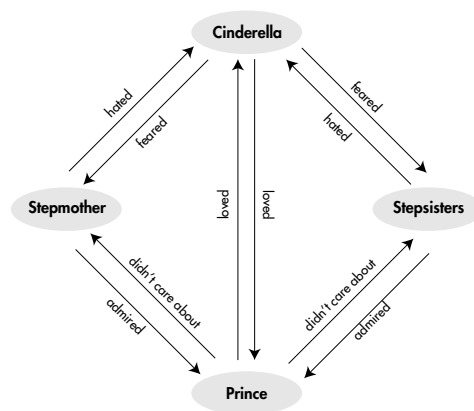 Cinderella
hated
feared
feared
hated
loved
loved
Stepmother
Stepsisters
didn't care about
admired
didn't care about
admired
Prince